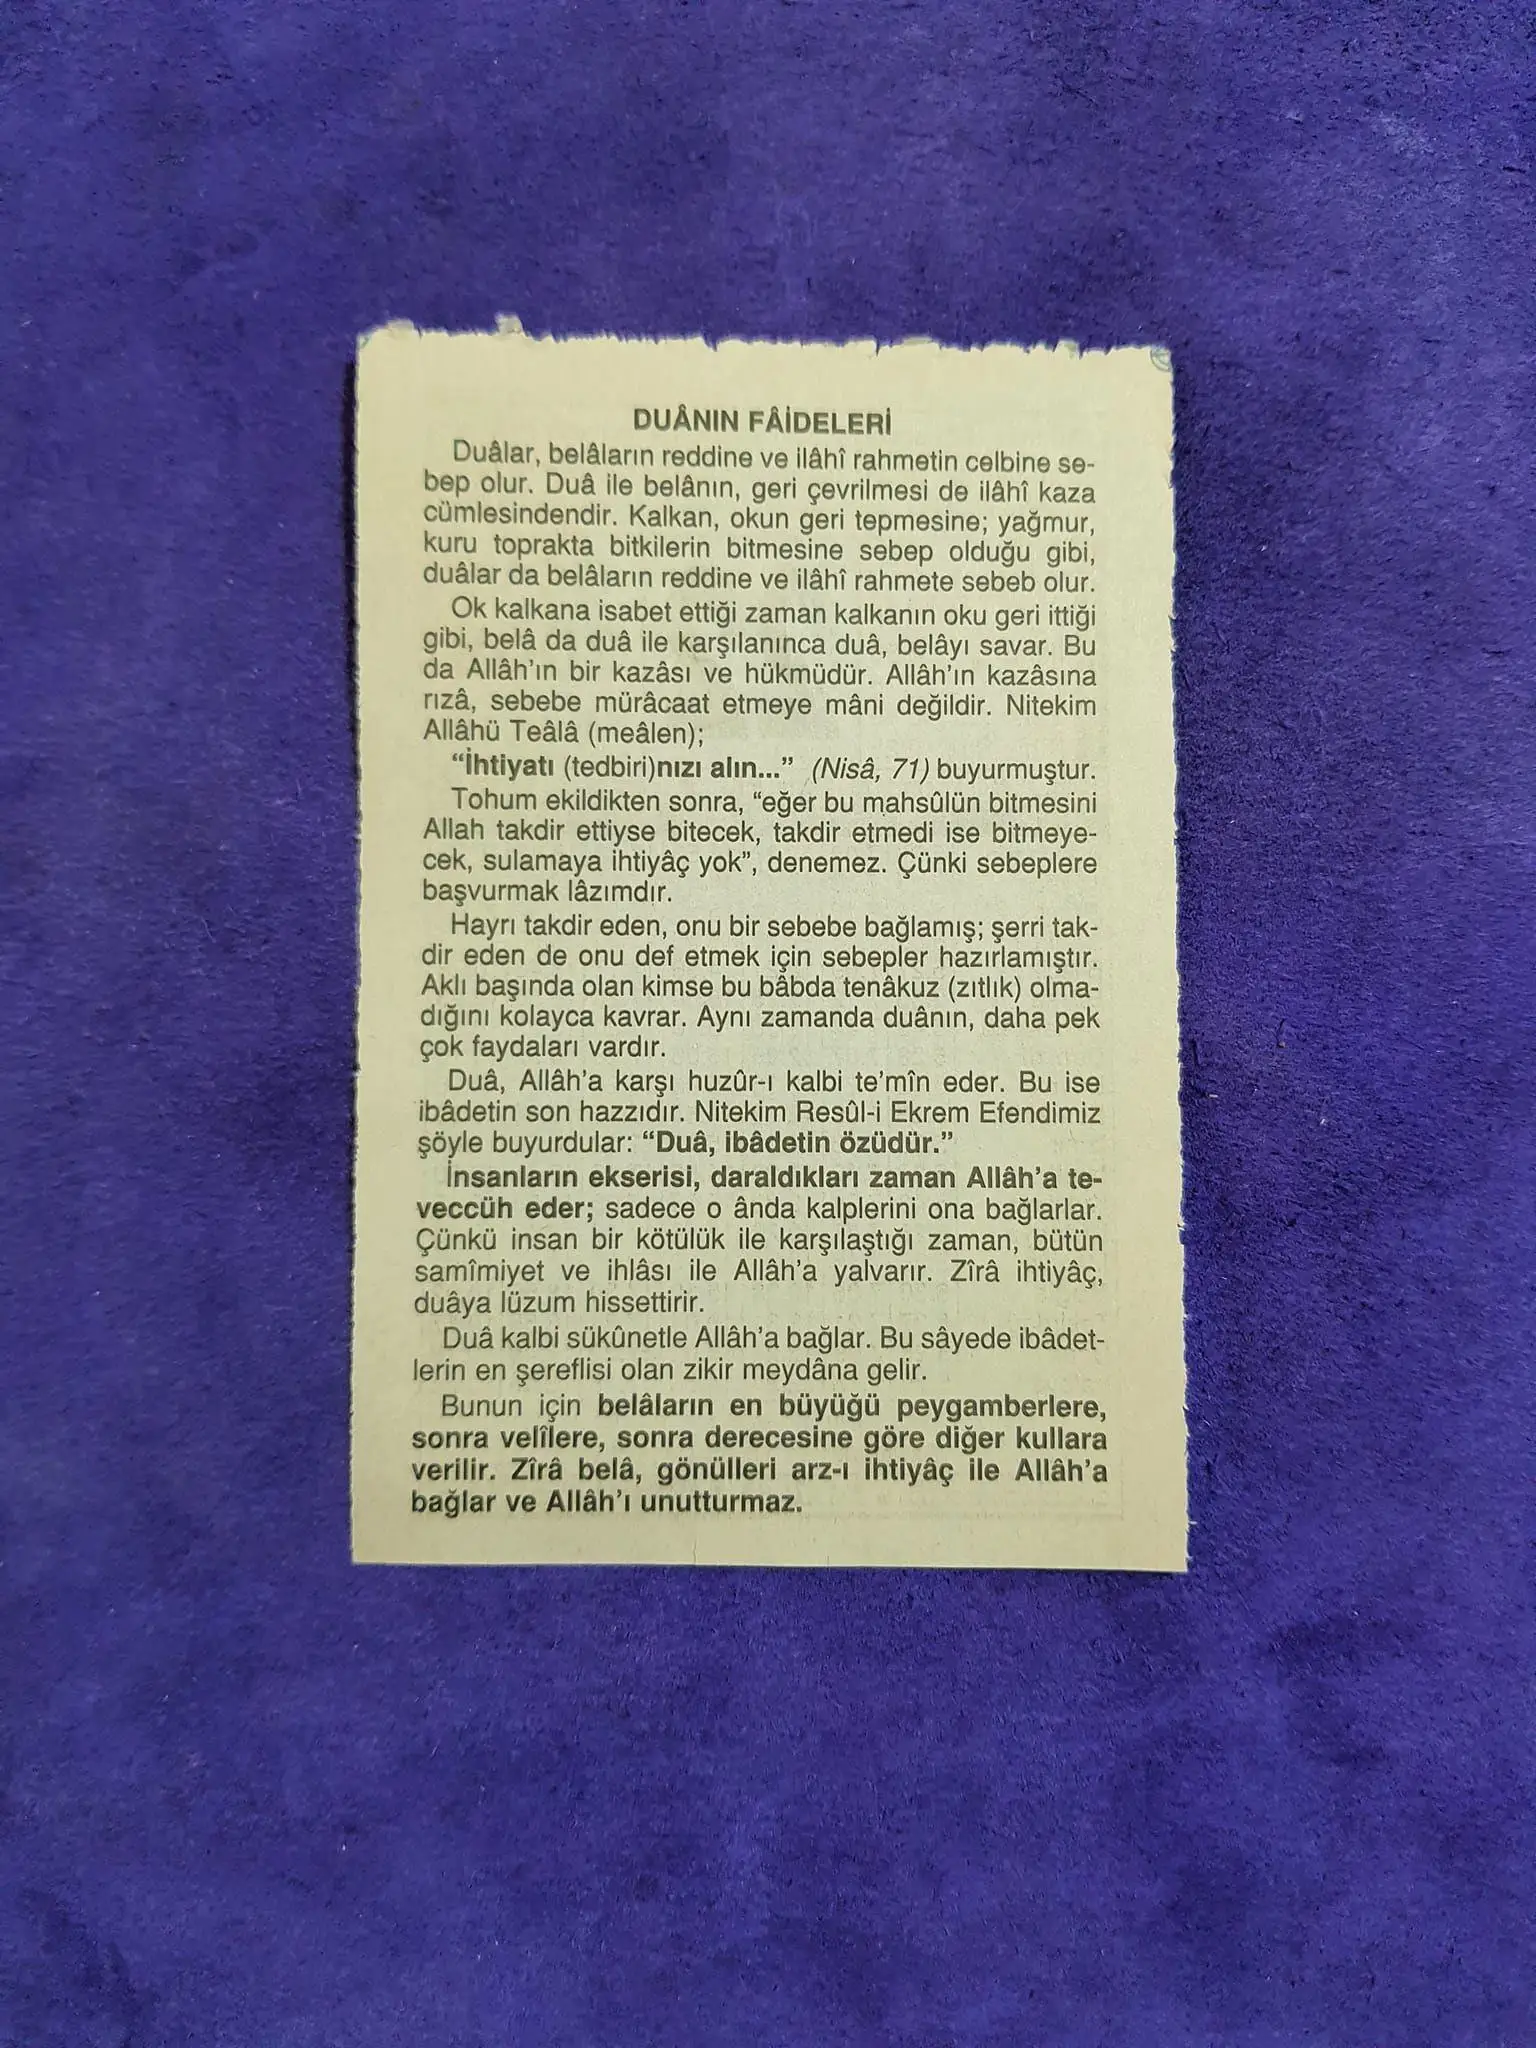 DUÂNIN FÂİDELERİ
Duâlar, belâların reddine ve ilâhî rahmetin celbine se-
bep olur. Duâ ile belânın, geri çevrilmesi de ilâhî kaza
cümlesindendir. Kalkan, okun geri tepmesine; yağmur,
kuru toprakta bitkilerin bitmesine sebep olduğu gibi,
duâlar da belâların reddine ve ilâhî rahmete sebeb olur.
Ok kalkana isabet ettiği zaman kalkanın oku geri ittiği
gibi, belâ da duâ ile karşılanınca duâ, belâyı savar. Bu
da Allâh'ın bir kazâsı ve hükmüdür. Allâh'ın kazâsına
rızâ, sebebe mürâcaat etmeye mâni değildir. Nitekim
Allâhü Teâlâ (meâlen);
“İhtiyatı (tedbiri)nızı alın...” (Nisâ, 71) buyurmuştur.
Tohum ekildikten sonra, “eğer bu mahsûlün bitmesini
Allah takdir ettiyse bitecek, takdir etmedi ise bitmeye-
cek, sulamaya ihtiyâç yok”, denemez. Çünki sebeplere
başvurmak lâzımdır.
Hayrı takdir eden, onu bir sebebe bağlamış; şerri tak-
dir eden de onu def etmek için sebepler hazırlamıştır.
Aklı başında olan kimse bu bâbda tenâkuz (zıtlık) olma-
dığını kolayca kavrar. Aynı zamanda duânın, daha pek
çok faydaları vardır.
Duâ, Allâh'a karşı huzûr-ı kalbi te'mîn eder. Bu ise
ibâdetin son hazzıdır. Nitekim Resûl-i Ekrem Efendimiz
şöyle buyurdular: “Duâ, ibâdetin özüdür.”
İnsanların ekserisi, daraldıkları zaman Allâh'a te-
veccüh eder; sadece o ânda kalplerini ona bağlarlar.
Çünkü insan bir kötülük ile karşılaştığı zaman, bütün
samîmiyet ve ihlâsı ile Allâh'a yalvarır. Zîrâ ihtiyâç,
duâya lüzum hissettirir.
Duâ kalbi sükûnetle Allâh'a bağlar. Bu sâyede ibâdet-
lerin en şereflisi olan zikir meydâna gelir.
Bunun için belâların en büyüğü peygamberlere,
sonra velîlere, sonra derecesine göre diğer kullara
verilir. Zîrâ belâ, gönülleri arz-ı ihtiyâç ile Allâh'a
bağlar ve Allâh'ı unutturmaz.